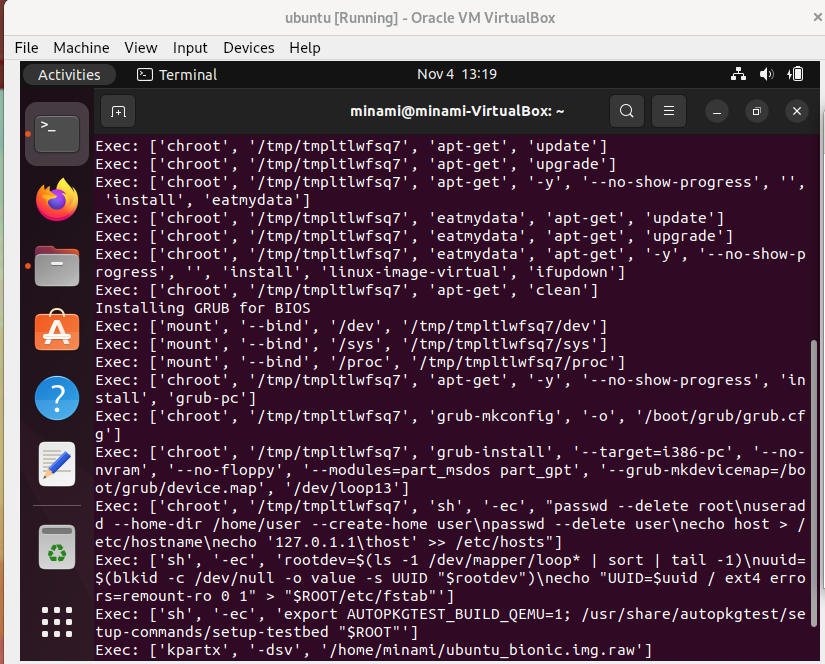 ubuntu [Running] - Oracle VM VirtualBox
File Machine View Input Devices Help
Activities Terminal Nov 4 13:19
minami@minami-VirtualBox: ~
Exec: ['chroot', '/tmp/tmpltlwfsq7', 'apt-get', 'update']
Exec: ['chroot', '/tmp/tmpltlwfsq7', 'apt-get', 'upgrade']
Exec: ['chroot', '/tmp/tmpltlwfsq7', 'apt-get', '-y', '--no-show-progress', '',
 'install', 'eatmydata']
Exec: ['chroot', '/tmp/tmpltlwfsq7', 'eatmydata', 'apt-get', 'update']
Exec: ['chroot', '/tmp/tmpltlwfsq7', 'eatmydata', 'apt-get', 'upgrade']
Exec: ['chroot', '/tmp/tmpltlwfsq7', 'eatmydata', 'apt-get', '-y', '--no-show-p
rogress', '', 'install', 'linux-image-virtual', 'ifupdown']
Exec: ['chroot', '/tmp/tmpltlwfsq7', 'apt-get', 'clean']
Installing GRUB for BIOS
Exec: ['mount', '--bind', '/dev', '/tmp/tmpltlwfsq7/dev']
Exec: ['mount', '--bind', '/sys', '/tmp/tmpltlwfsq7/sys']
Exec: ['mount', '--bind', '/proc', '/tmp/tmpltlwfsq7/proc']
Exec: ['chroot', '/tmp/tmpltlwfsq7', 'apt-get', '-y', '--no-show-progress', 'in
stall', 'grub-pc']
Exec: ['chroot', '/tmp/tmpltlwfsq7', 'grub-mkconfig', '-o', '/boot/grub/grub.cf
g']
Exec: ['chroot', '/tmp/tmpltlwfsq7', 'grub-install', '--target=i386-pc', '--no-
nvram', '--no-floppy', '--modules=part_msdos part_gpt', '--grub-mkdevicemap=/bo
ot/grub/device.map', '/dev/loop13']
Exec: ['chroot', '/tmp/tmpltlwfsq7', 'sh', '-ec', "passwd --delete root\nuserad
d --home-dir /home/user --create-home user\npasswd --delete user\necho host > /
etc/hostname\necho '127.0.1.1\thost' >> /etc/hosts"]
Exec: ['sh', '-ec', 'rootdev=$(ls -1 /dev/mapper/loop* | sort | tail -1)\nuuid=
$(blkid -c /dev/null -o value -s UUID "$rootdev")\necho "UUID=$uuid / ext4 erro
rs=remount-ro 0 1" > "$ROOT/etc/fstab"']
Exec: ['sh', '-ec', 'export AUTOPKGTEST_BUILD_QEMU=1; /usr/share/autopkgtest/se
tup-commands/setup-testbed "$ROOT"']
Exec: ['kpartx', '-dsv', '/home/minami/ubuntu_bionic.img.raw']